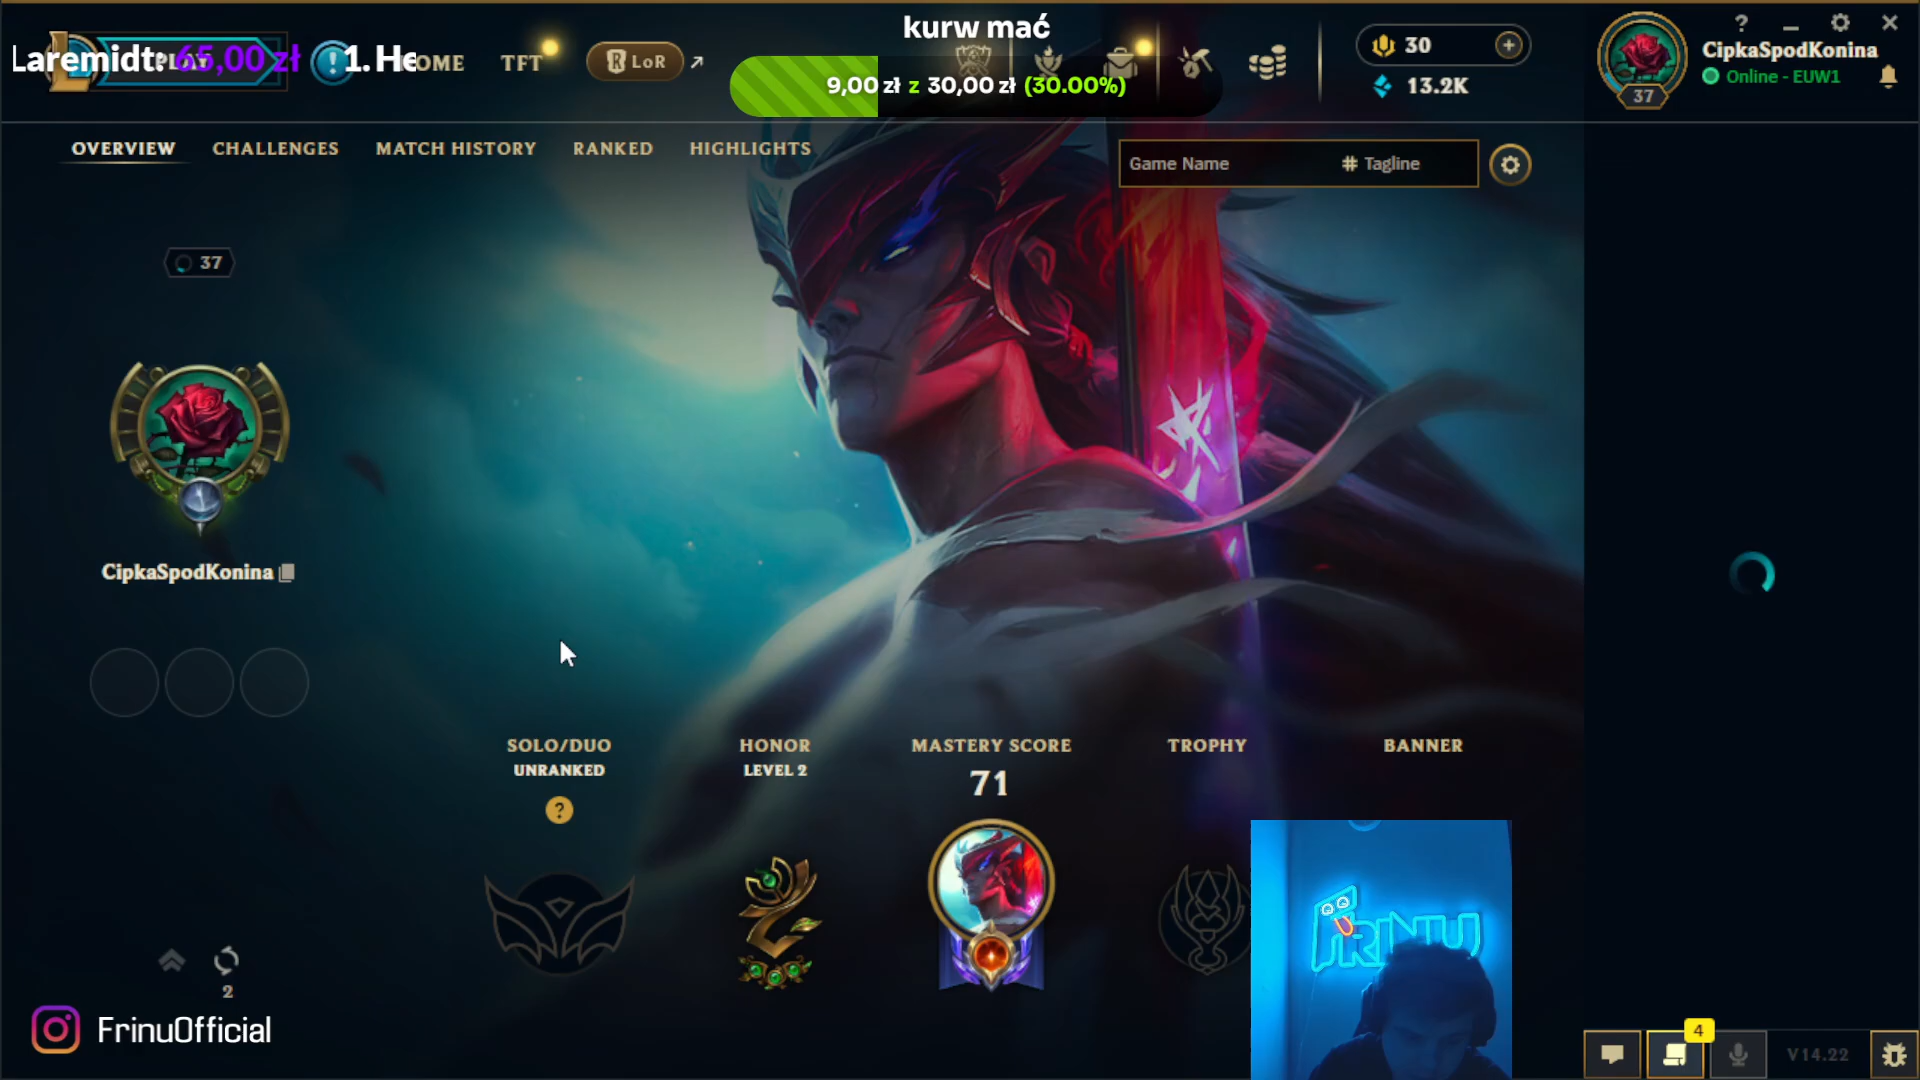 kurw mać
Laremidt: 65,00 zł 1. He
HOME
TFT
LoR
9,00 zł z 30,00 zł (30.00%)
30
13.2K
37
CipkaSpodKonina
Online - EUW1
OVERVIEW
CHALLENGES
MATCH HISTORY
RANKED
HIGHLIGHTS
Game Name
# Tagline
37
CipkaSpodKonina
SOLO/DUO
UNRANKED
?
HONOR
LEVEL 2
MASTERY SCORE
71
TROPHY
BANNER
FRINU
2
FrinuOfficial
4
V14.22